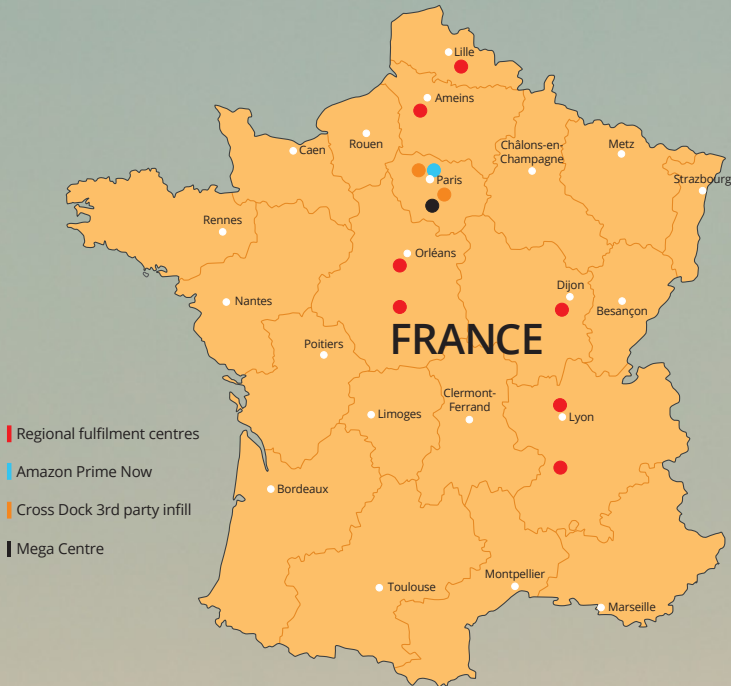 Lille
Ameins
Rouen
Caen
Châlons-en-
Champagne
Metz
Strazbourg
Paris
Rennes
Orléans
Dijon
Nantes
Besançon
FRANCE
Poitiers
Clermont-
Ferrand
Limoges
Lyon
Regional fulfilment centres
Amazon Prime Now
Cross Dock 3rd party infill
Mega Centre
Bordeaux
Montpellier
Toulouse
Marseille